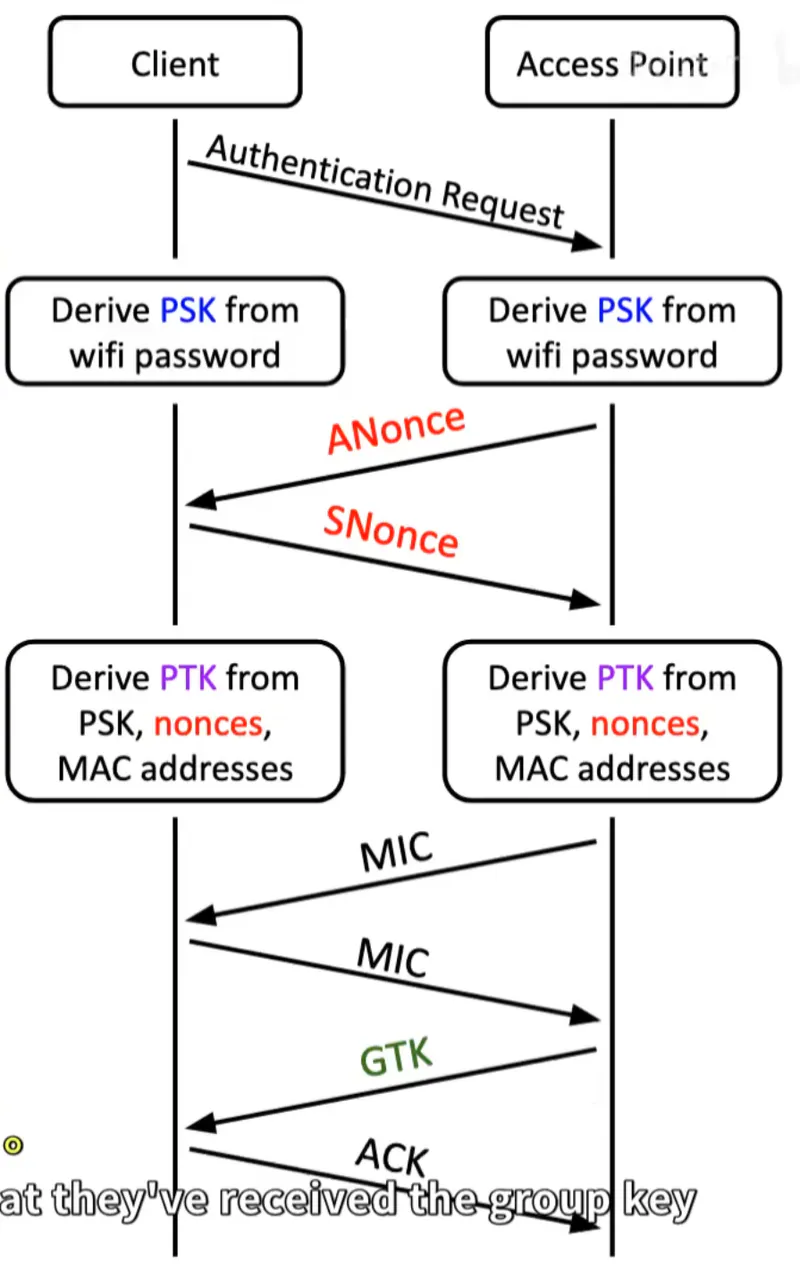 Client
Access Point
Authentication Request
Derive PSK from
wifi password
Derive PSK from
wifi password
ANonce
SNonce
Derive PTK from
PSK, nonces,
MAC addresses
Derive PTK from
PSK, nonces,
MAC addresses
MIC
MIC
GTK
ACK
at they've received the group key